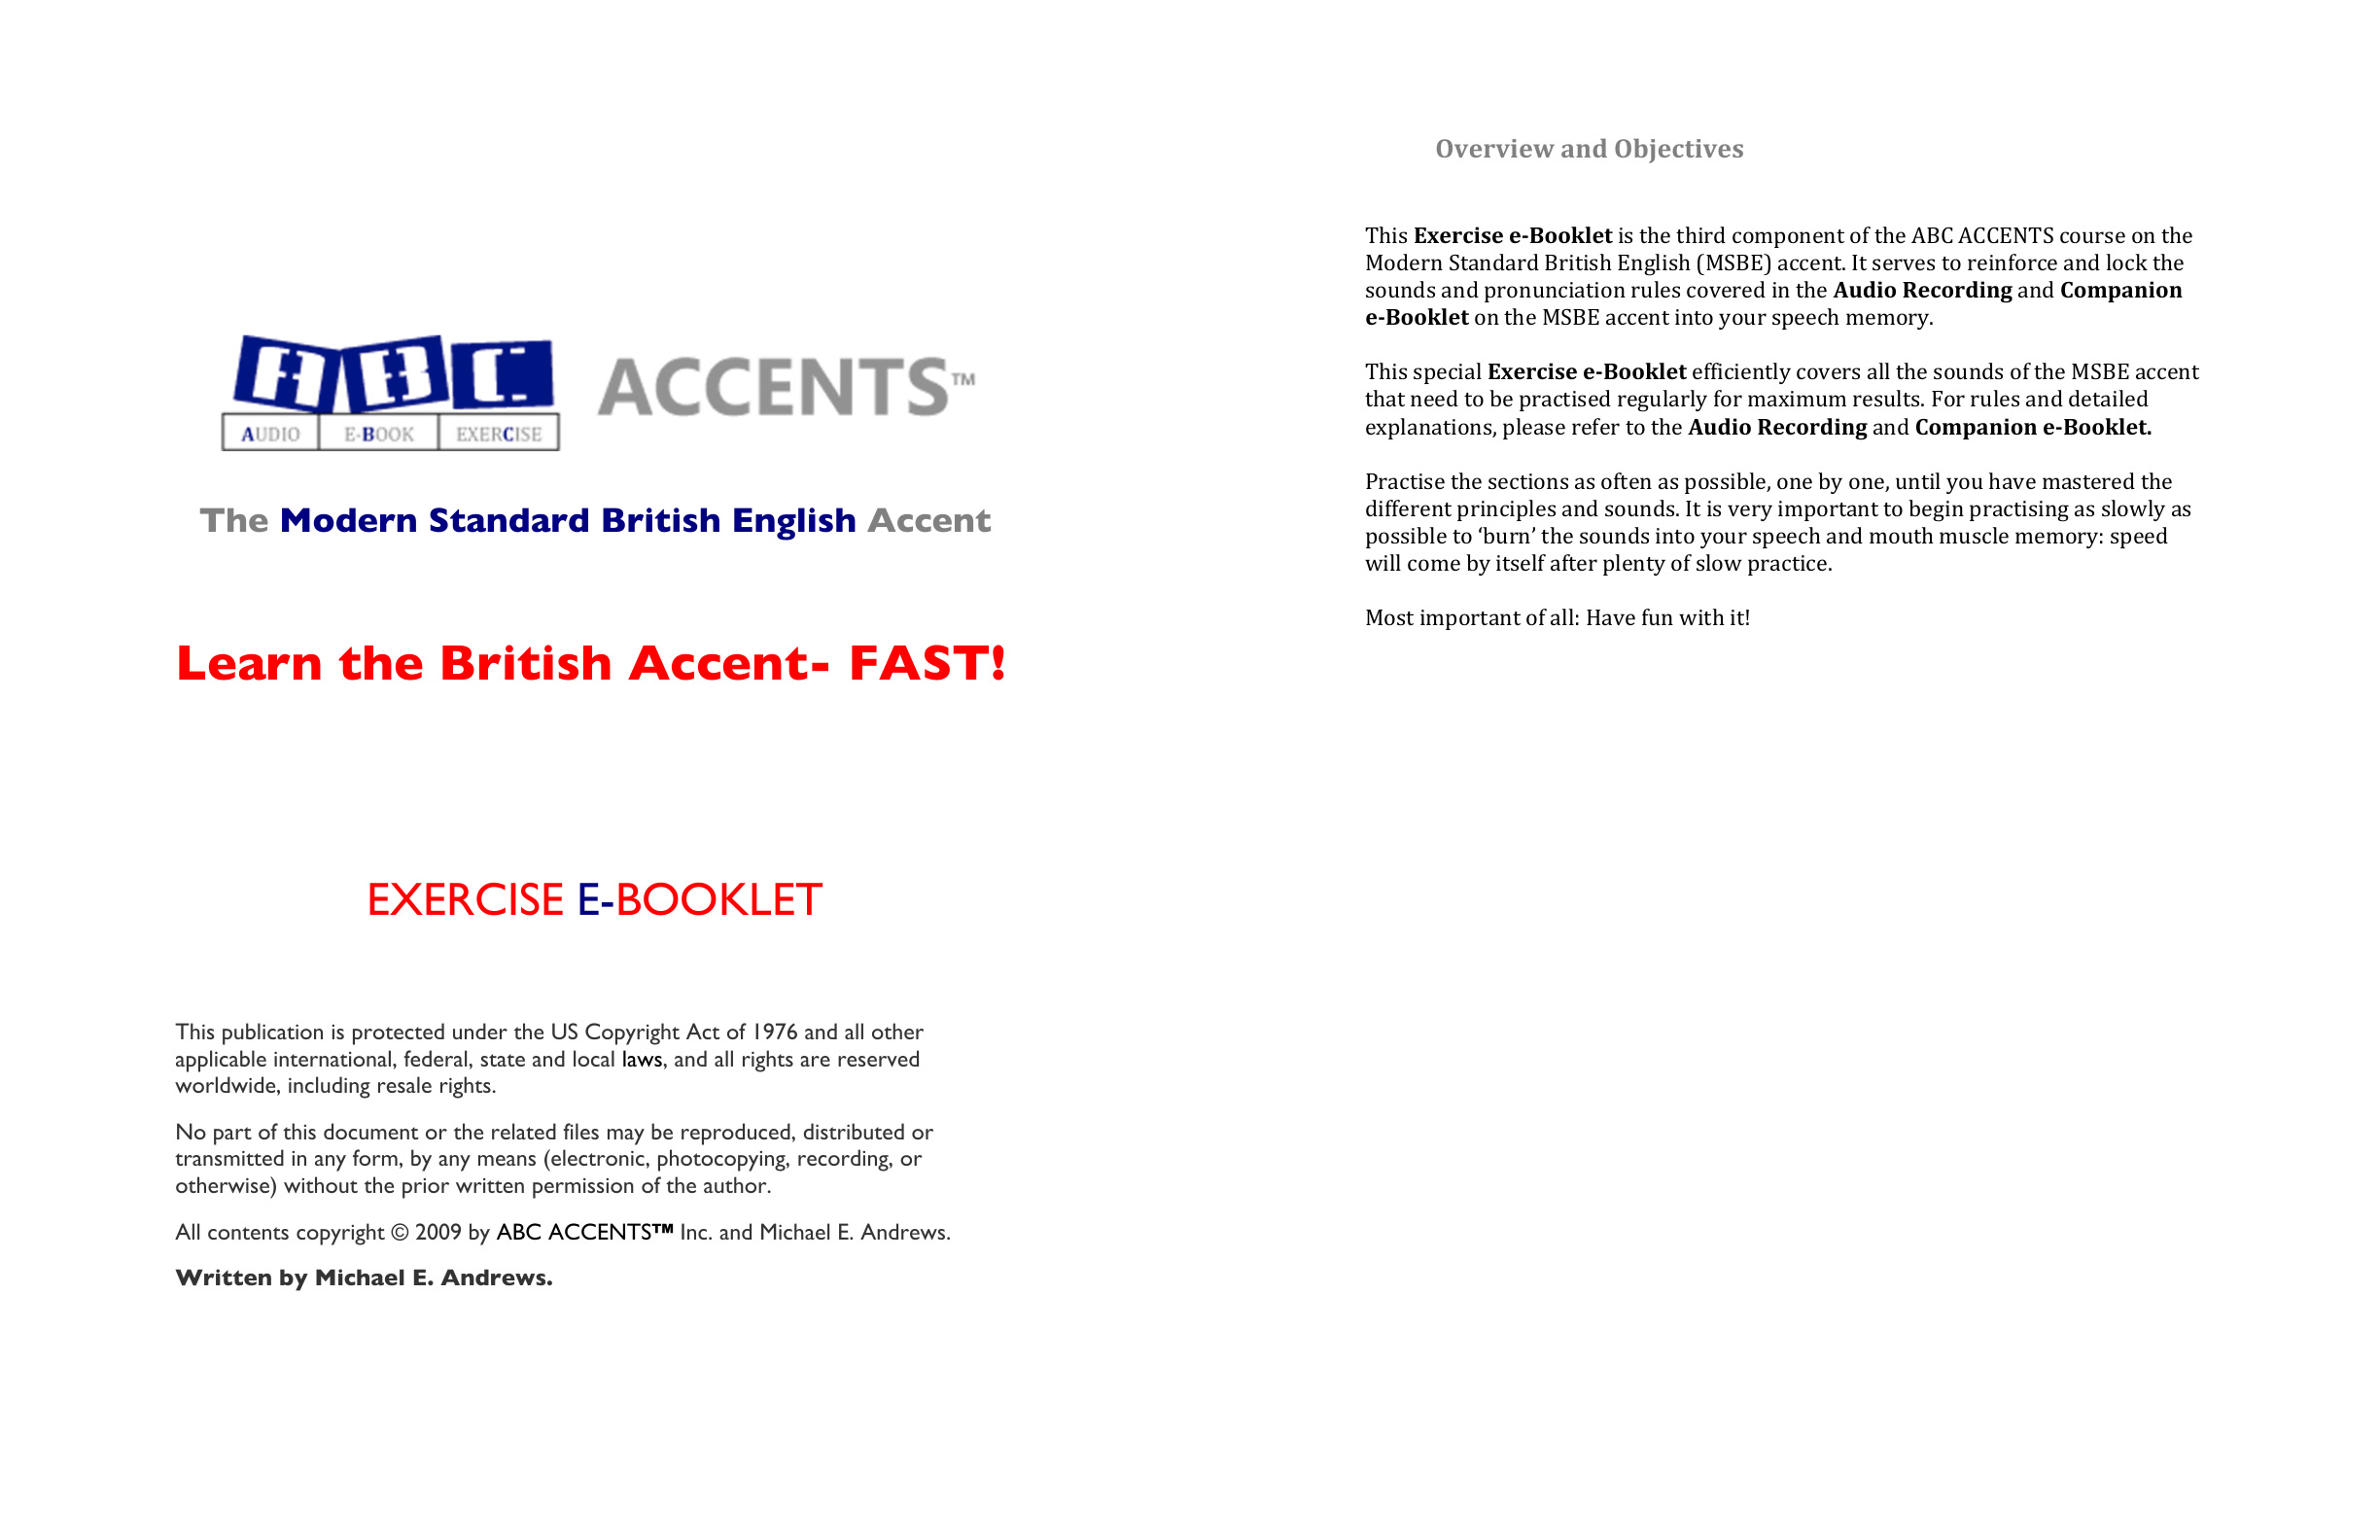 ABC ACCENTS™
AUDIO E-BOOK EXERCISE
The Modern Standard British English Accent
Learn the British Accent- FAST!
EXERCISE E-BOOKLET
This publication is protected under the US Copyright Act of 1976 and all other
applicable international, federal, state and local laws, and all rights are reserved
worldwide, including resale rights.
No part of this document or the related files may be reproduced, distributed or
transmitted in any form, by any means (electronic, photocopying, recording, or
otherwise) without the prior written permission of the author.
All contents copyright © 2009 by ABC ACCENTS™ Inc. and Michael E. Andrews.
Written by Michael E. Andrews.
Overview and Objectives
This Exercise e-Booklet is the third component of the ABC ACCENTS course on the
Modern Standard British English (MSBE) accent. It serves to reinforce and lock the
sounds and pronunciation rules covered in the Audio Recording and Companion
e-Booklet on the MSBE accent into your speech memory.
This special Exercise e-Booklet efficiently covers all the sounds of the MSBE accent
that need to be practised regularly for maximum results. For rules and detailed
explanations, please refer to the Audio Recording and Companion e-Booklet.
Practise the sections as often as possible, one by one, until you have mastered the
different principles and sounds. It is very important to begin practising as slowly as
possible to ‘burn’ the sounds into your speech and mouth muscle memory: speed
will come by itself after plenty of slow practice.
Most important of all: Have fun with it!